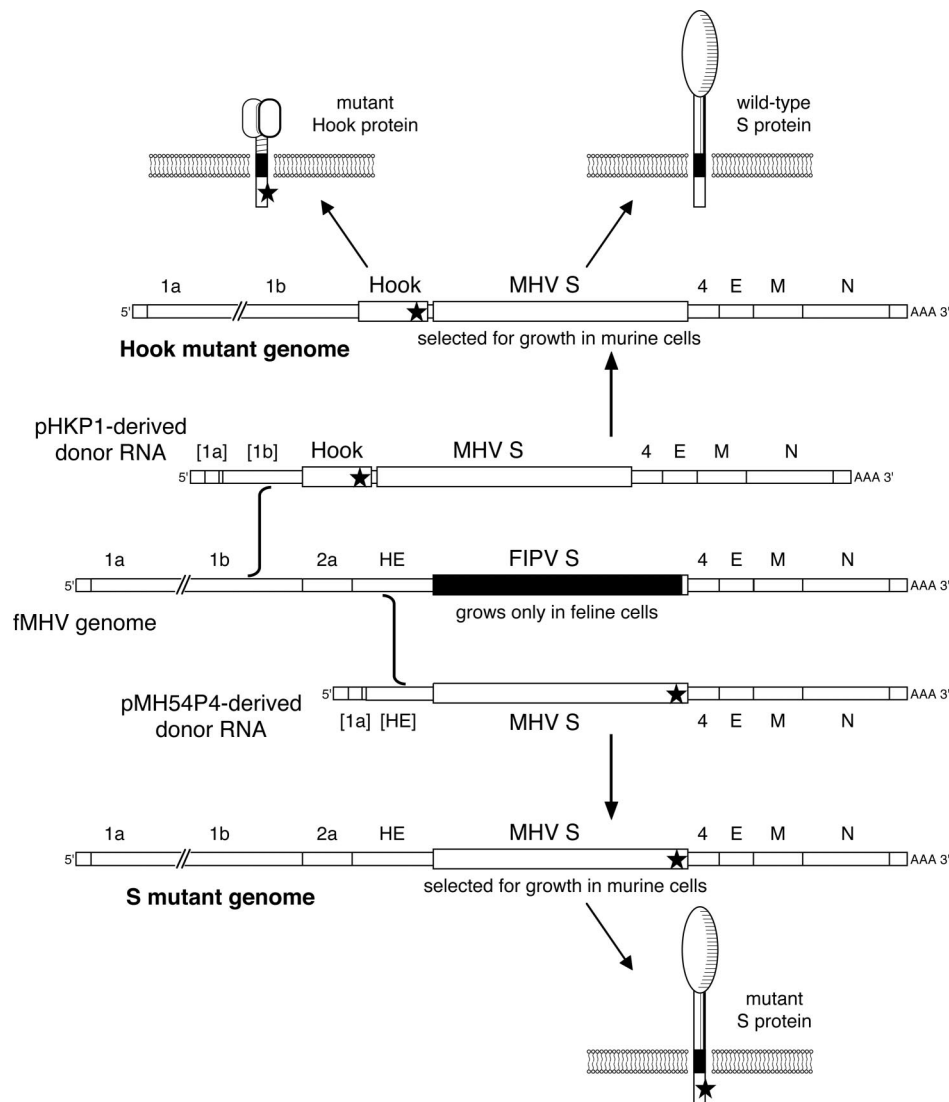 mutant
Hook protein
wild-type
S protein
1a 1b Hook MHV S 4 E M N
5' AAA 3'
selected for growth in murine cells
Hook mutant genome
pHKP1-derived
donor RNA
[1a] [1b] Hook MHV S 4 E M N
5' AAA 3'
1a 1b 2a HE FIPV S 4 E M N
5' AAA 3'
grows only in feline cells
fMHV genome
5' AAA 3'
pMH54P4-derived
donor RNA
[1a] [HE] MHV S 4 E M N
1a 1b 2a HE MHV S 4 E M N
5' AAA 3'
selected for growth in murine cells
S mutant genome
mutant
S protein